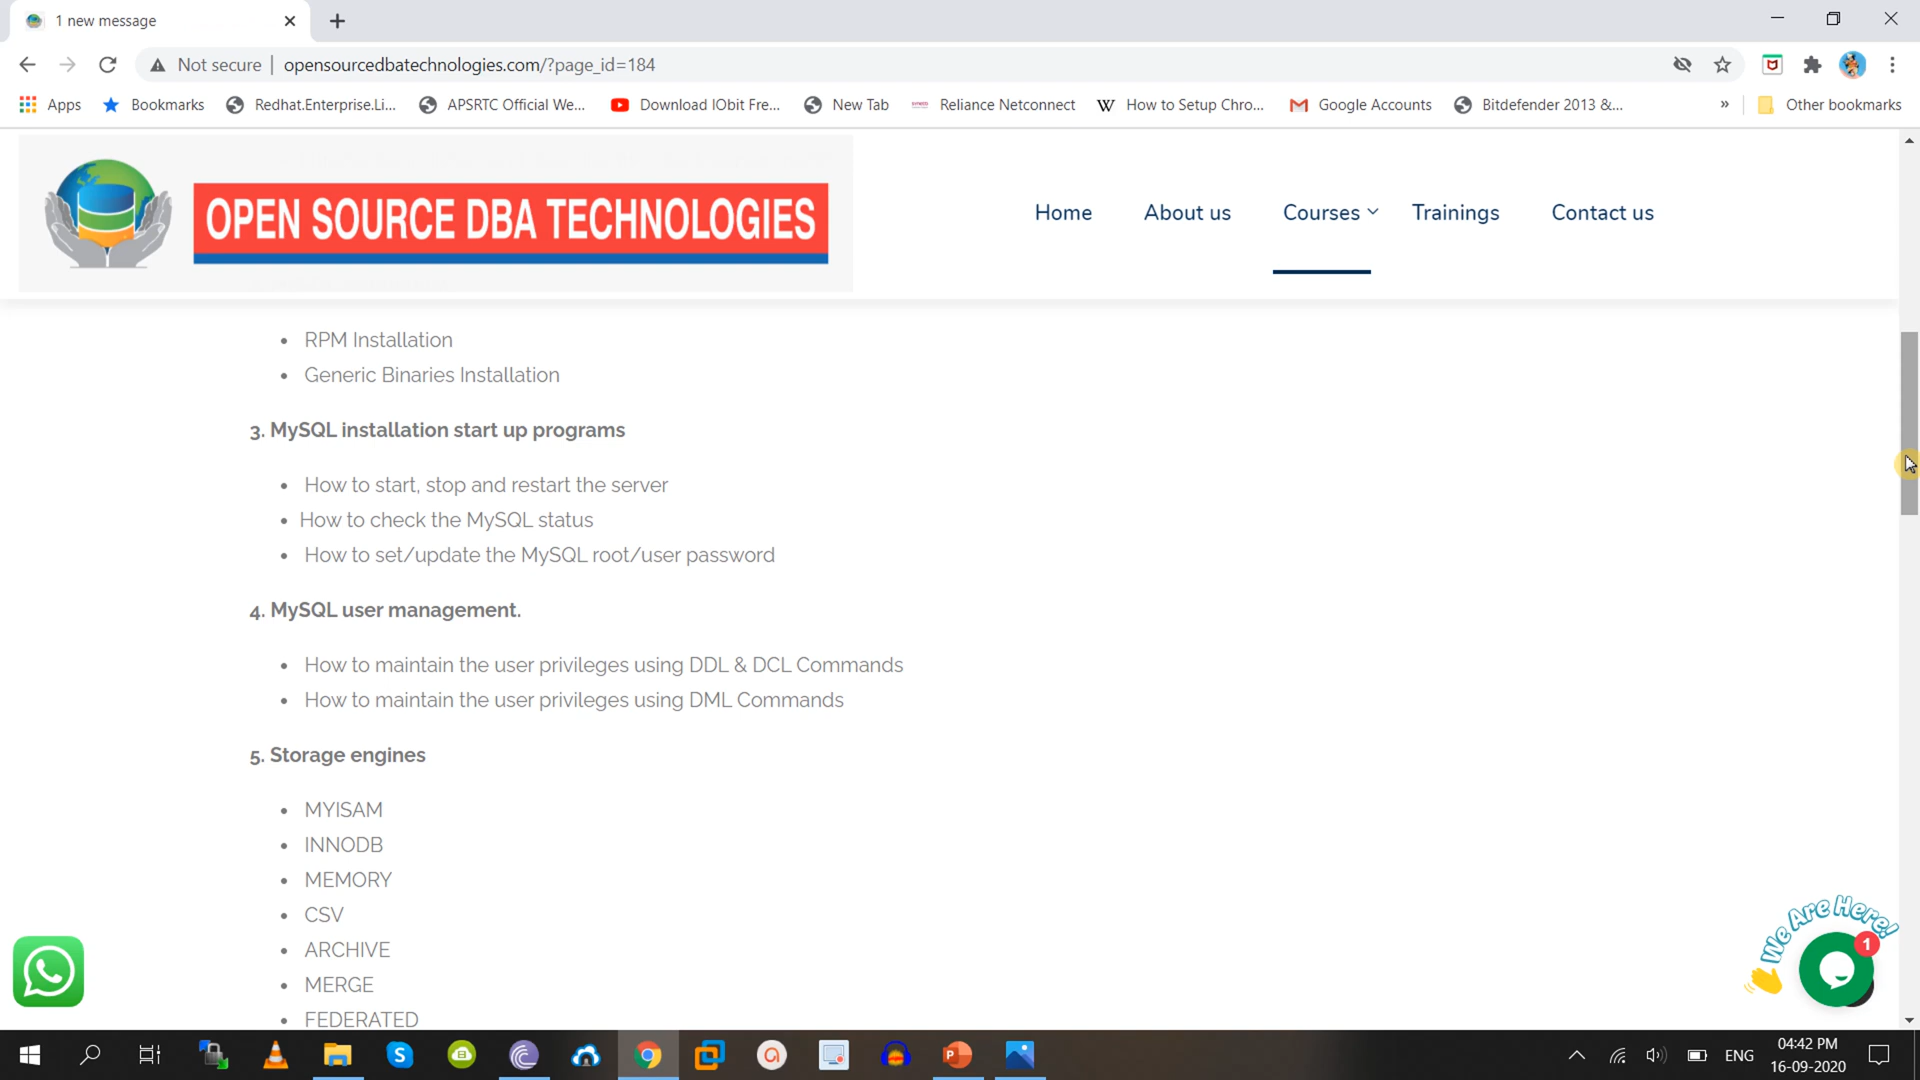 1 new message
Not secure
opensourcedbatechnologies.com/?page_id=184
Apps
Bookmarks
Redhat.Enterprise.Li...
APSRTC Official We...
Download IObit Fre...
New Tab
Reliance Netconnect
How to Setup Chro...
Google Accounts
Bitdefender 2013 &...
»
Other bookmarks
OPEN SOURCE DBA TECHNOLOGIES
Home
About us
Courses
Trainings
Contact us
• RPM Installation
• Generic Binaries Installation
3. MySQL installation start up programs
• How to start, stop and restart the server
• How to check the MySQL status
• How to set/update the MySQL root/user password
4. MySQL user management.
• How to maintain the user privileges using DDL & DCL Commands
• How to maintain the user privileges using DML Commands
5. Storage engines
• MYISAM
• INNODB
• MEMORY
• CSV
• ARCHIVE
• MERGE
• FEDERATED
We Are Here!
1
ENG
04:42 PM
16-09-2020